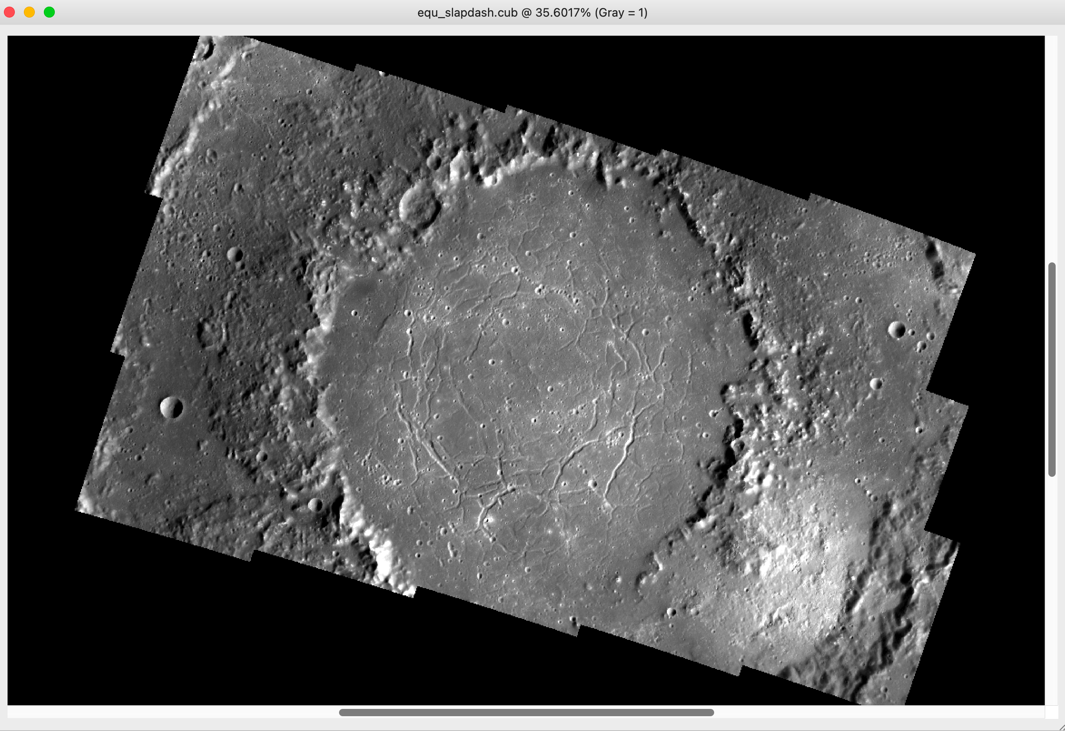 equ_slapdash.cub @ 35.6017% (Gray = 1)